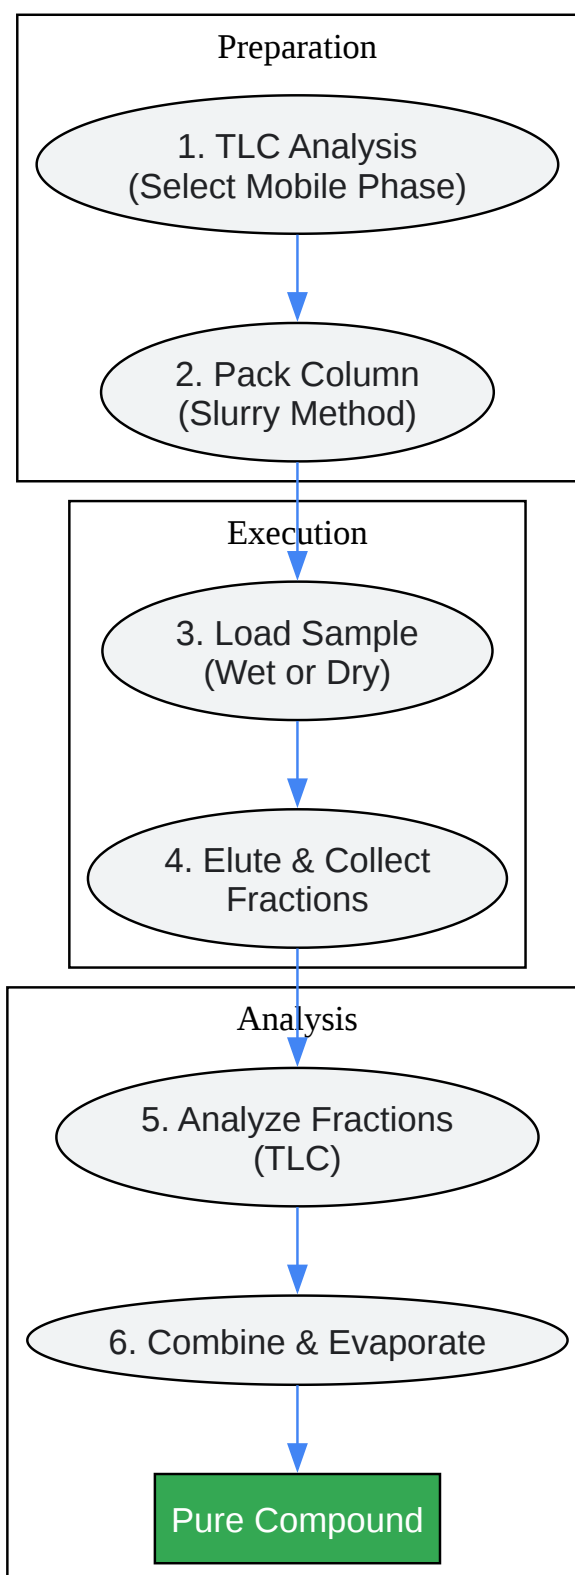 Preparation
1. TLC Analysis
(Select Mobile Phase)
2. Pack Column
(Slurry Method)
Execution
3. Load Sample
(Wet or Dry)
4. Elute & Collect
Fractions
Analysis
5. Analyze Fractions
(TLC)
6. Combine & Evaporate
Pure Compound